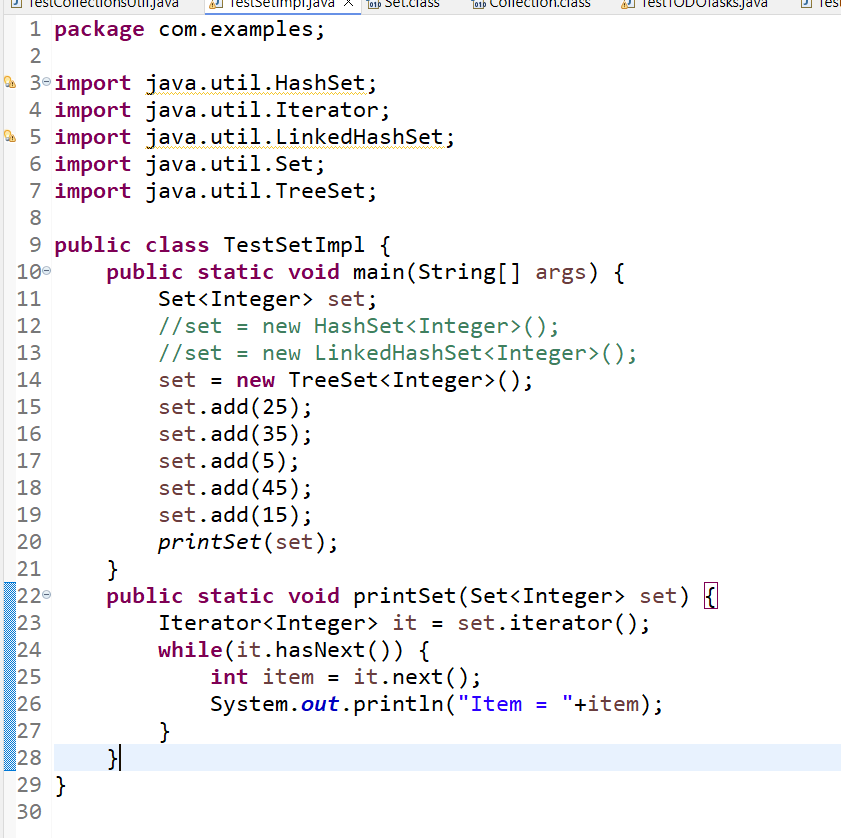 TestCollectionsUtil.java TestSetImpl.java Set.class Collection.class TestTODOTasks.java Test
1 package com.examples;
2
3 import java.util.HashSet;
4 import java.util.Iterator;
5 import java.util.LinkedHashSet;
6 import java.util.Set;
7 import java.util.TreeSet;
8
9 public class TestSetImpl {
10 public static void main(String[] args) {
11 Set<Integer> set;
12 //set = new HashSet<Integer>();
13 //set = new LinkedHashSet<Integer>();
14 set = new TreeSet<Integer>();
15 set.add(25);
16 set.add(35);
17 set.add(5);
18 set.add(45);
19 set.add(15);
20 printSet(set);
21 }
22 public static void printSet(Set<Integer> set) {
23 Iterator<Integer> it = set.iterator();
24 while(it.hasNext()) {
25 int item = it.next();
26 System.out.println("Item = "+item);
27 }
28 }
29 }
30